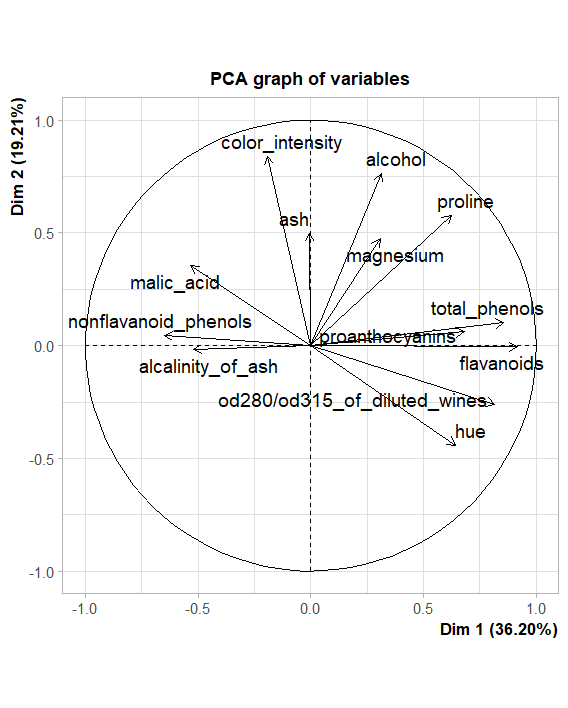 PCA graph of variables
Dim 2 (19.21%)
1.0
0.5
0.0
-0.5
-1.0
color_intensity
alcohol
proline
ash
magnesium
malic_acid
total_phenols
nonflavanoid_phenols
proanthocyanins
alcalinity_of_ash
flavanoids
od280/od315_of_diluted_wines
hue
-1.0
-0.5
0.0
0.5
1.0
Dim 1 (36.20%)